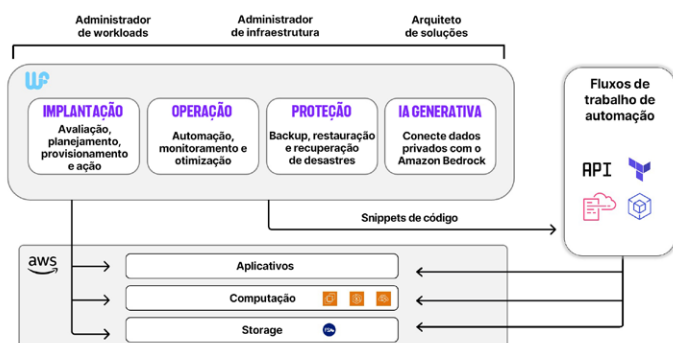 Administrador
de workloads
Administrador
de infraestrutura
Arquiteto
de soluções
WF
IMPLANTAÇÃO
Avaliação,
planejamento,
provisionamento
e ação
OPERAÇÃO
Automação,
monitoramento e
otimização
PROTEÇÃO
Backup, restauração
e recuperação
de desastres
IA GENERATIVA
Conecte dados
privados com o
Amazon Bedrock
Fluxos de
trabalho de
automação
API
Snippets de código
aws
Aplicativos
Computação
Storage